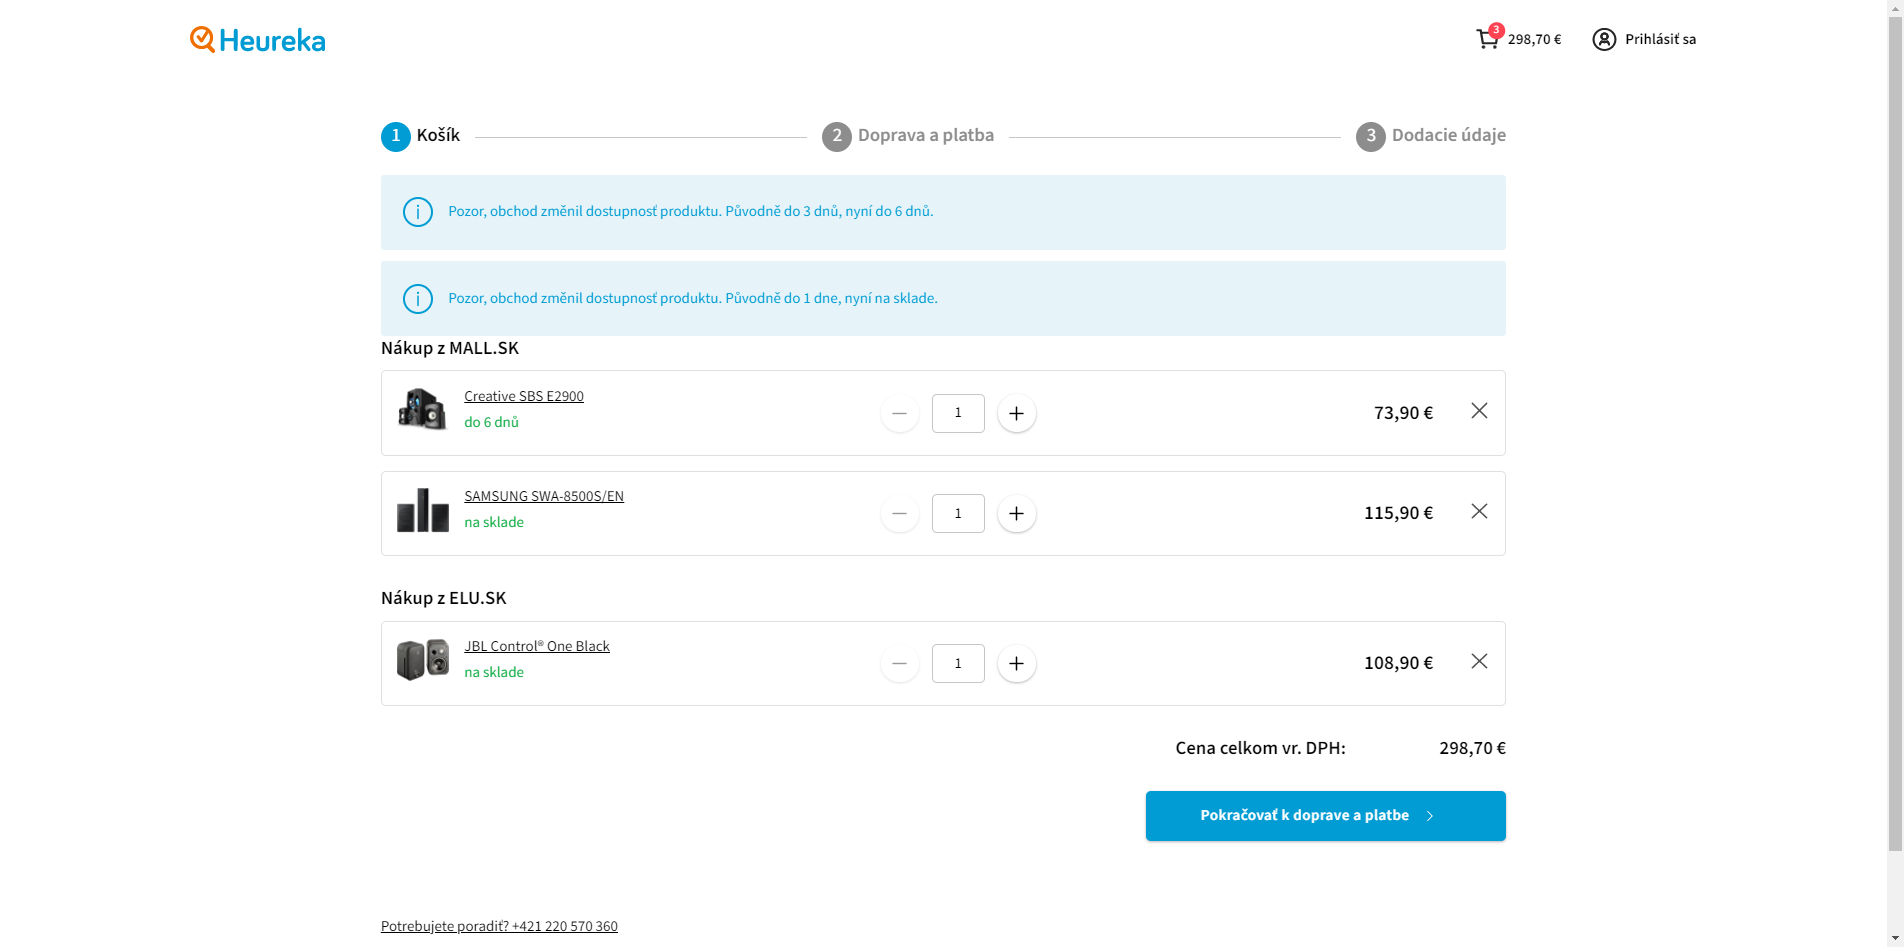 Heureka
3
298,70 €
Prihlásiť sa
1 Košík
2 Doprava a platba
3 Dodacie údaje
Pozor, obchod změnil dostupnosť produktu. Původně do 3 dnů, nyní do 6 dnů.
Pozor, obchod změnil dostupnosť produktu. Původně do 1 dne, nyní na sklade.
Nákup z MALL.SK
Creative SBS E2900
do 6 dnů
1
73,90 €
SAMSUNG SWA-8500S/EN
na sklade
1
115,90 €
Nákup z ELU.SK
JBL Control® One Black
na sklade
1
108,90 €
Cena celkom vr. DPH: 298,70 €
Pokračovať k doprave a platbe
Potrebujete poradiť? +421 220 570 360